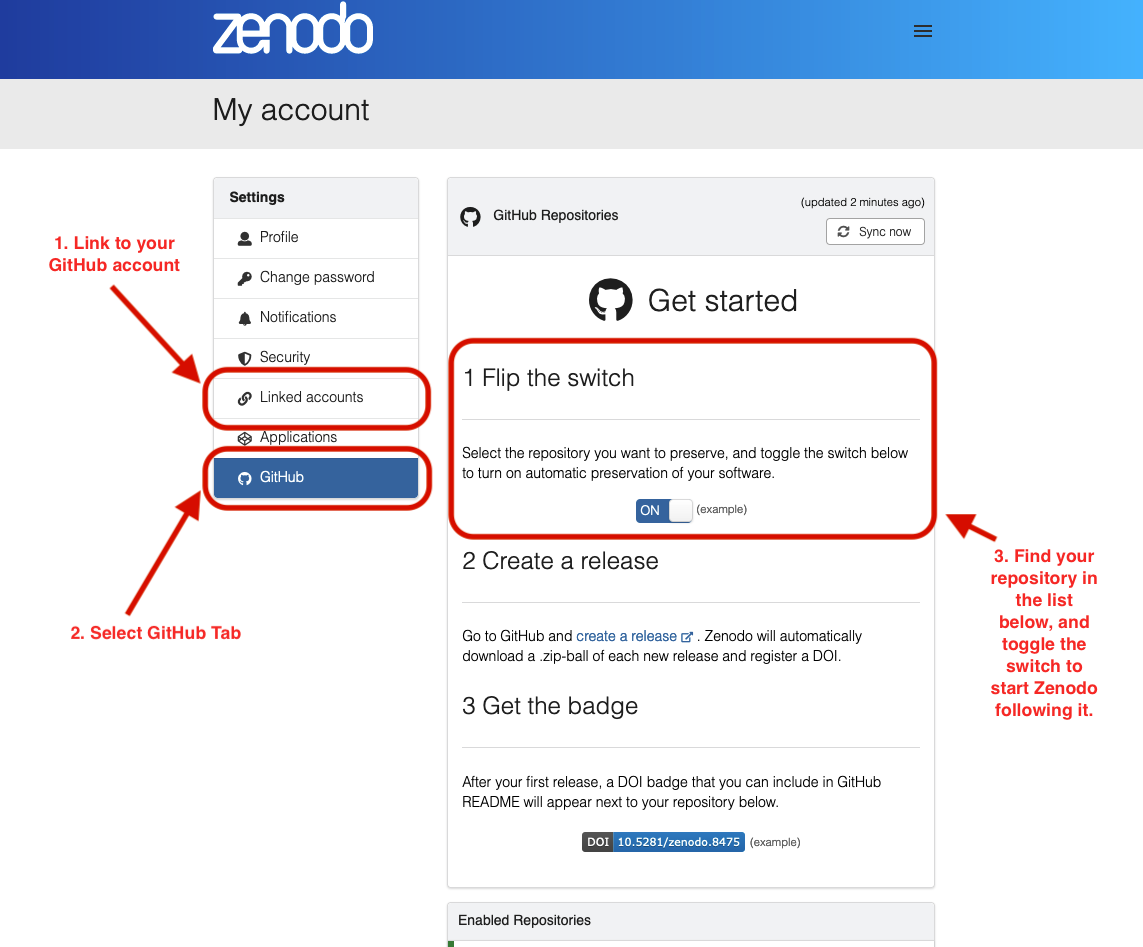 zenodo
My account
Settings
Profile
Change password
Notifications
Security
Linked accounts
Applications
GitHub
1. Link to your
GitHub account
2. Select GitHub Tab
GitHub Repositories
(updated 2 minutes ago)
Sync now
Get started
1 Flip the switch
Select the repository you want to preserve, and toggle the switch below
to turn on automatic preservation of your software.
ON (example)
2 Create a release
Go to GitHub and create a release . Zenodo will automatically
download a .zip-ball of each new release and register a DOI.
3 Get the badge
After your first release, a DOI badge that you can include in GitHub
README will appear next to your repository below.
DOI 10.5281/zenodo.8475 (example)
3. Find your
repository in
the list
below, and
toggle the
switch to
start Zenodo
following it.
Enabled Repositories